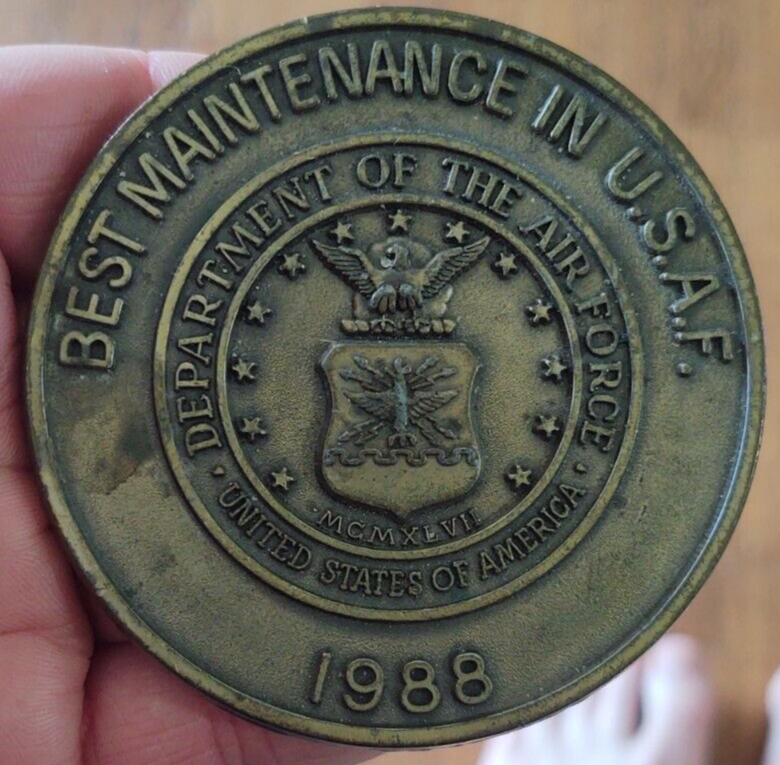 BEST MAINTENANCE IN U.S.A.F.
DEPARTMENT OF THE AIR FORCE
MCMXLVII
· UNITED STATES OF AMERICA ·
1988